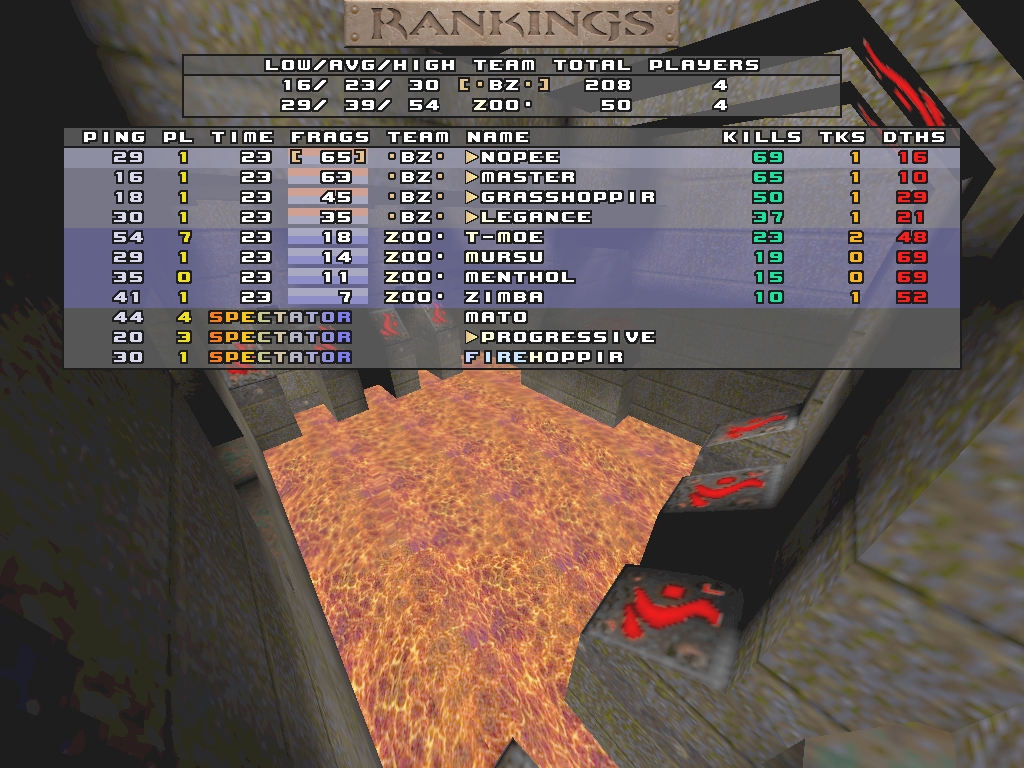 RANKINGS
LOW/AVG/HIGH TEAM TOTAL PLAYERS
16/ 23/ 30 [·BZ·] 208 4
29/ 39/ 54 ZOO· 50 4
PING PL TIME FRAGS TEAM NAME KILLS TKS DTHS
29 1 23 [ 65] ·BZ· ▶NOPEE 69 1 16
16 1 23 63 ·BZ· ▶MASTER 65 1 10
18 1 23 45 ·BZ· ▶GRASSHOPPIR 50 1 29
30 1 23 35 ·BZ· ▶LEGANCE 37 1 21
54 7 23 18 ZOO· T-MOE 23 2 48
29 1 23 14 ZOO· MURSU 19 0 69
35 0 23 11 ZOO· MENTHOL 15 0 69
41 1 23 7 ZOO· ZIMBA 10 1 52
44 4 SPECTATOR MATO
20 3 SPECTATOR ▶PROGRESSIVE
30 1 SPECTATOR FIREHOPPIR